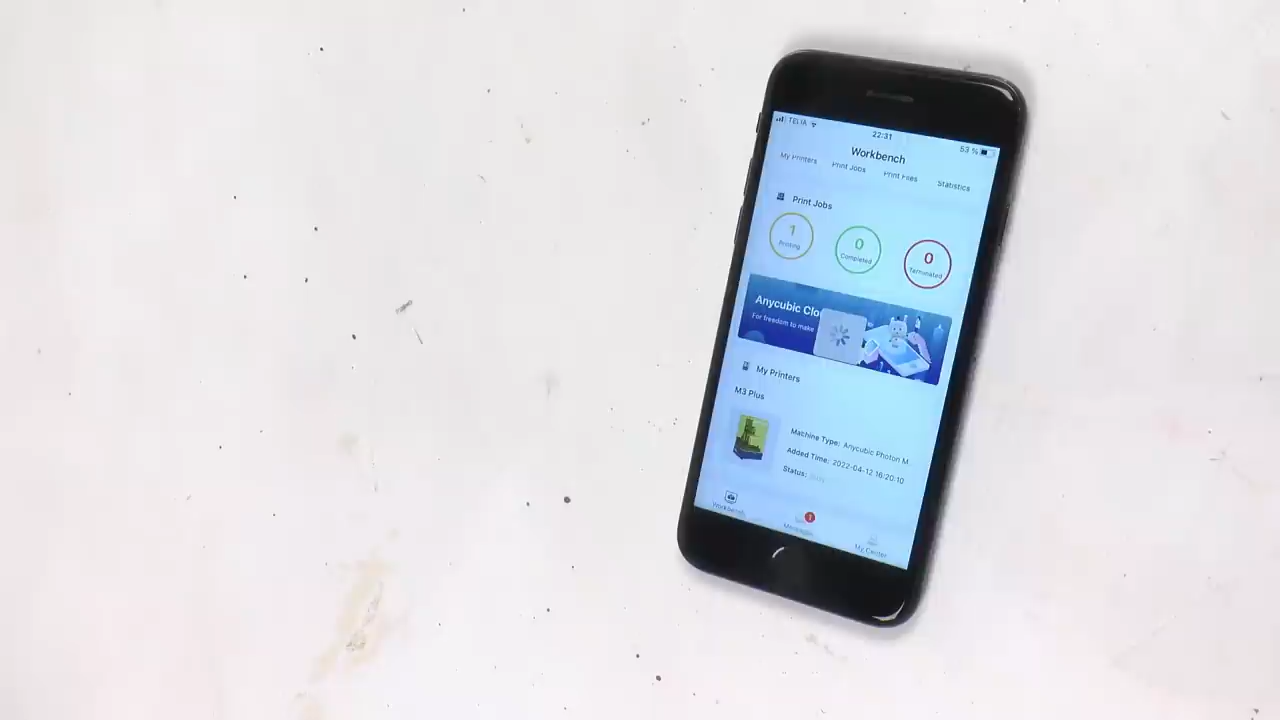 TELIA
22:31
53 %
Workbench
My Printers
Print Jobs
Print Files
Statistics
Print Jobs
1
Printing
0
Completed
0
Terminated
Anycubic Clo
For freedom to make
My Printers
M3 Plus
Machine Type: Anycubic Photon M
Added Time: 2022-04-12 16:20:10
Status:
Workbench
1
Messages
My Center